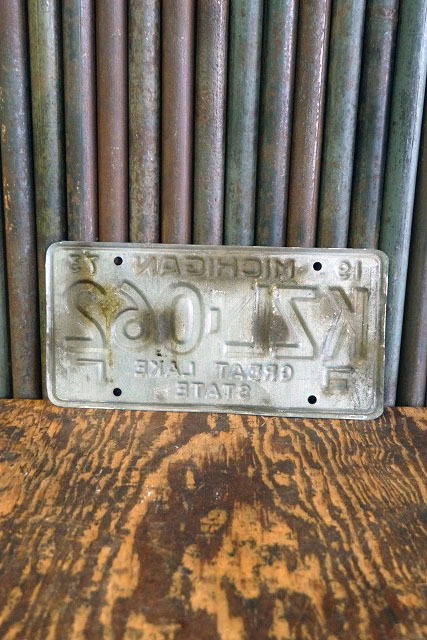 19 MICHIGAN 73
KZL·062
GREAT LAKE
STATE